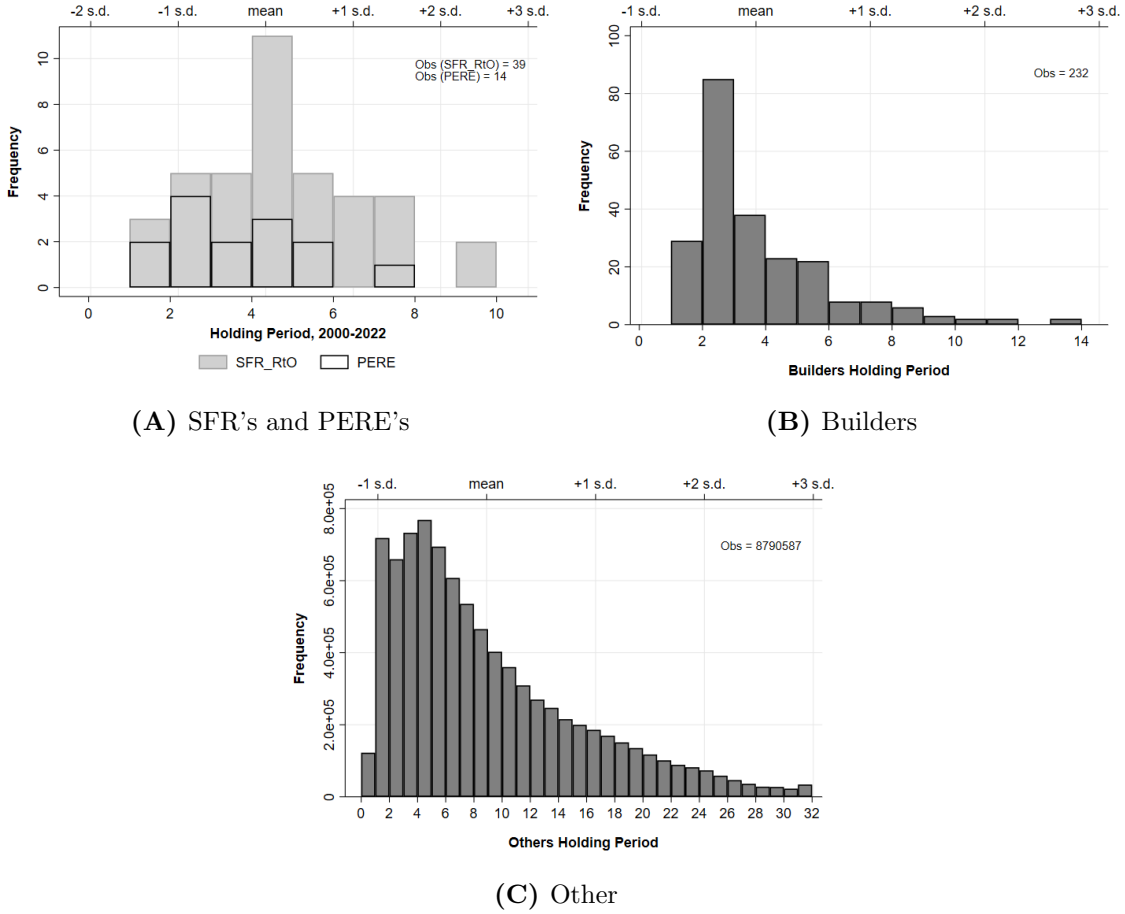 -2 s.d. -1 s.d. mean +1 s.d. +2 s.d. +3 s.d.
Obs (SFR_RtO) = 39
Obs (PERE) = 14
Frequency
0 2 4 6 8 10
0 2 4 6 8 10
Holding Period, 2000-2022
SFR_RtO PERE
(A) SFR's and PERE's
-1 s.d. mean +1 s.d. +2 s.d. +3 s.d.
Obs = 232
Frequency
0 20 40 60 80 100
0 2 4 6 8 10 12 14
Builders Holding Period
(B) Builders
-1 s.d. mean +1 s.d. +2 s.d. +3 s.d.
Obs = 8790587
Frequency
0 2.0e+05 4.0e+05 6.0e+05 8.0e+05
0 2 4 6 8 10 12 14 16 18 20 22 24 26 28 30 32
Others Holding Period
(C) Other